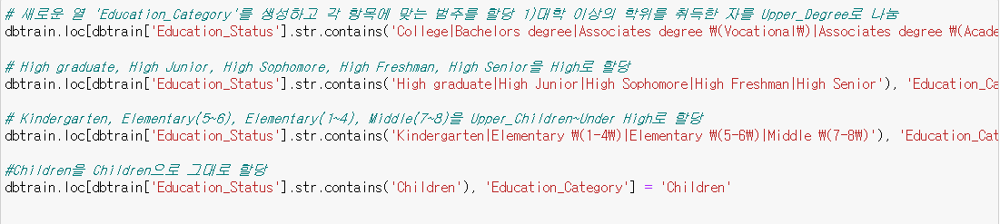 # 새로운 열 'Education_Category'를 생성하고 각 항목에 맞는 범주를 할당 1)대학 이상의 학위를 취득한 자를 Upper_Degree로 나눔
dbtrain.loc[dbtrain['Education_Status'].str.contains('College|Bachelors degree|Associates degree ₩(Vocational₩)|Associates degree ₩(Acade
# High graduate, High Junior, High Sophomore, High Freshman, High Senior을 High로 할당
dbtrain.loc[dbtrain['Education_Status'].str.contains('High graduate|High Junior|High Sophomore|High Freshman|High Senior'), 'Education_Ca
# Kindergarten, Elementary(5~6), Elementary(1~4), Middle(7~8)을 Upper_Children~Under High로 할당
dbtrain.loc[dbtrain['Education_Status'].str.contains('Kindergarten|Elementary ₩(1-4₩)|Elementary ₩(5-6₩)|Middle ₩(7-8₩)'), 'Education_Cat
#Children을 Children으로 그대로 할당
dbtrain.loc[dbtrain['Education_Status'].str.contains('Children'), 'Education_Category'] = 'Children'